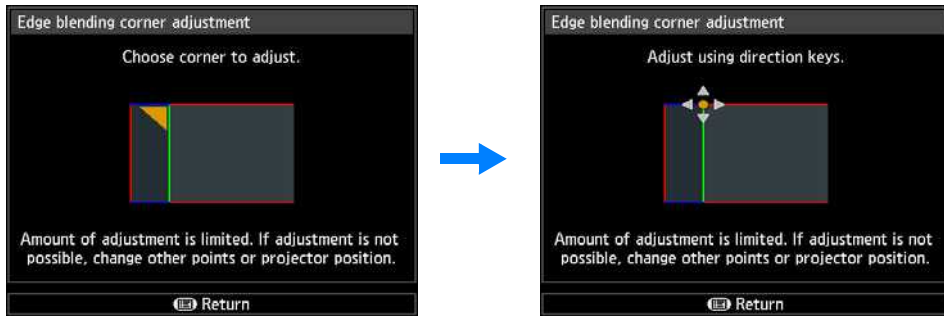 Edge blending corner adjustment
Choose corner to adjust.
Amount of adjustment is limited. If adjustment is not
possible, change other points or projector position.
Return
Edge blending corner adjustment
Adjust using direction keys.
Amount of adjustment is limited. If adjustment is not
possible, change other points or projector position.
Return